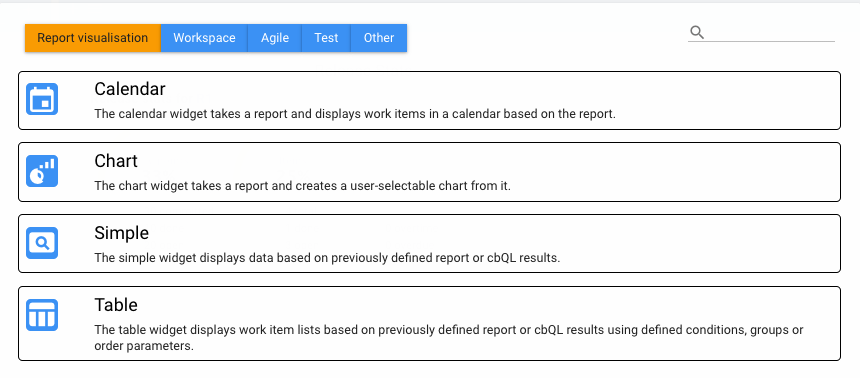 Report visualisation Workspace Agile Test Other
Calendar
The calendar widget takes a report and displays work items in a calendar based on the report.
Chart
The chart widget takes a report and creates a user-selectable chart from it.
Simple
The simple widget displays data based on previously defined report or cbQL results.
Table
The table widget displays work item lists based on previously defined report or cbQL results using defined conditions, groups or
order parameters.